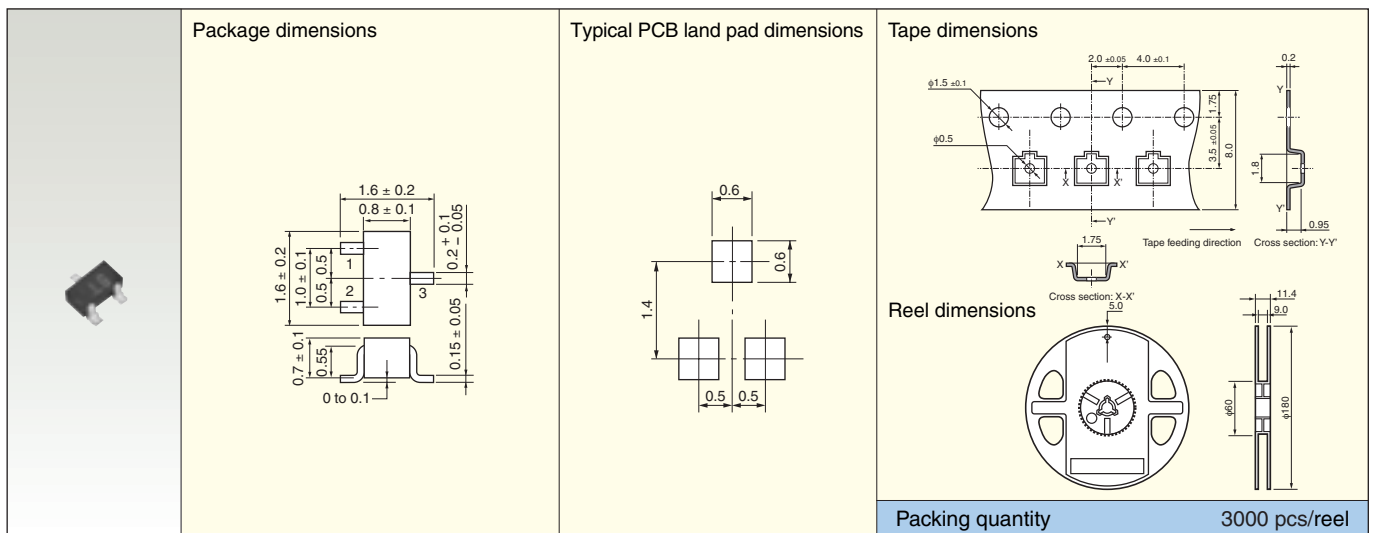 Package dimensions
1.6 ± 0.2
0.8 ± 0.1
1.6 ± 0.2
1.0 ± 0.1
0.5
0.5
1
2
3
0.2 + 0.1 − 0.05
0.7 ± 0.1
0.55
0.15 ± 0.05
0 to 0.1
Typical PCB land pad dimensions
0.6
0.6
1.4
0.5
0.5
Tape dimensions
2.0 ±0.05
4.0 ±0.1
0.2
φ1.5 ±0.1
Y
Y
1.75
φ0.5
3.5 ±0.05
8.0
1.8
X
X'
Y'
Y'
0.95
Tape feeding direction
Cross section: Y-Y'
1.75
X
X'
Cross section: X-X'
Reel dimensions
5.0
11.4
9.0
φ60
φ180
Packing quantity
3000 pcs/reel